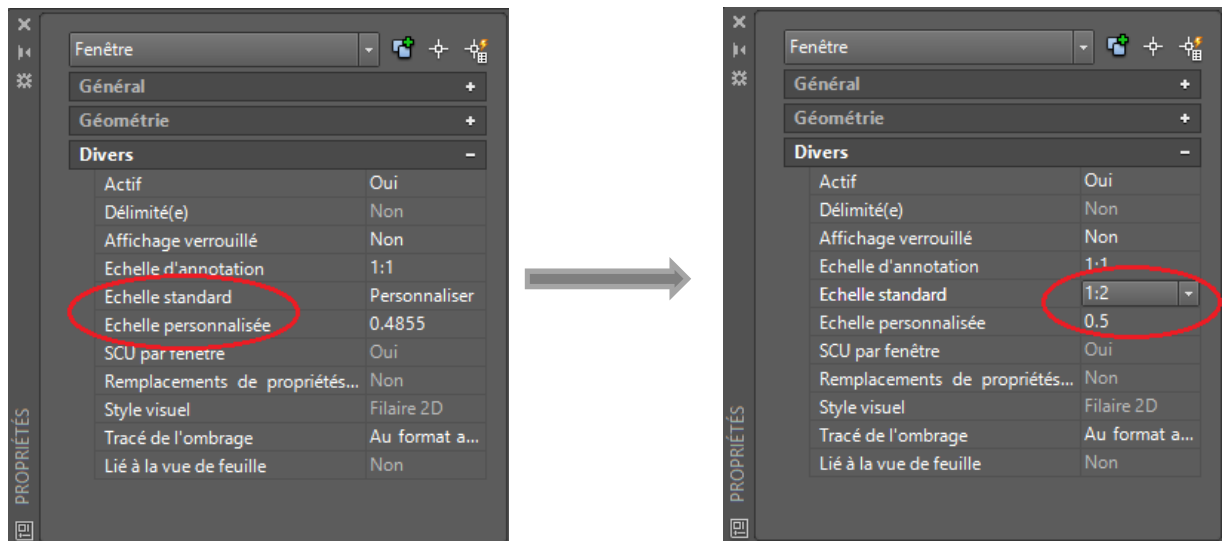 Fenêtre
Général +
Géométrie +
Divers -
Actif Oui
Délimité(e) Non
Affichage verrouillé Non
Echelle d'annotation 1:1
Echelle standard Personnaliser
Echelle personnalisée 0.4855
SCU par fenêtre Oui
Remplacements de propriétés... Non
Style visuel Filaire 2D
Tracé de l'ombrage Au format a...
Lié à la vue de feuille Non
PROPRIÉTÉS
Fenêtre
Général +
Géométrie +
Divers -
Actif Oui
Délimité(e) Non
Affichage verrouillé Non
Echelle d'annotation 1:1
Echelle standard 1:2
Echelle personnalisée 0.5
SCU par fenêtre Oui
Remplacements de propriétés... Non
Style visuel Filaire 2D
Tracé de l'ombrage Au format a...
Lié à la vue de feuille Non
PROPRIÉTÉS